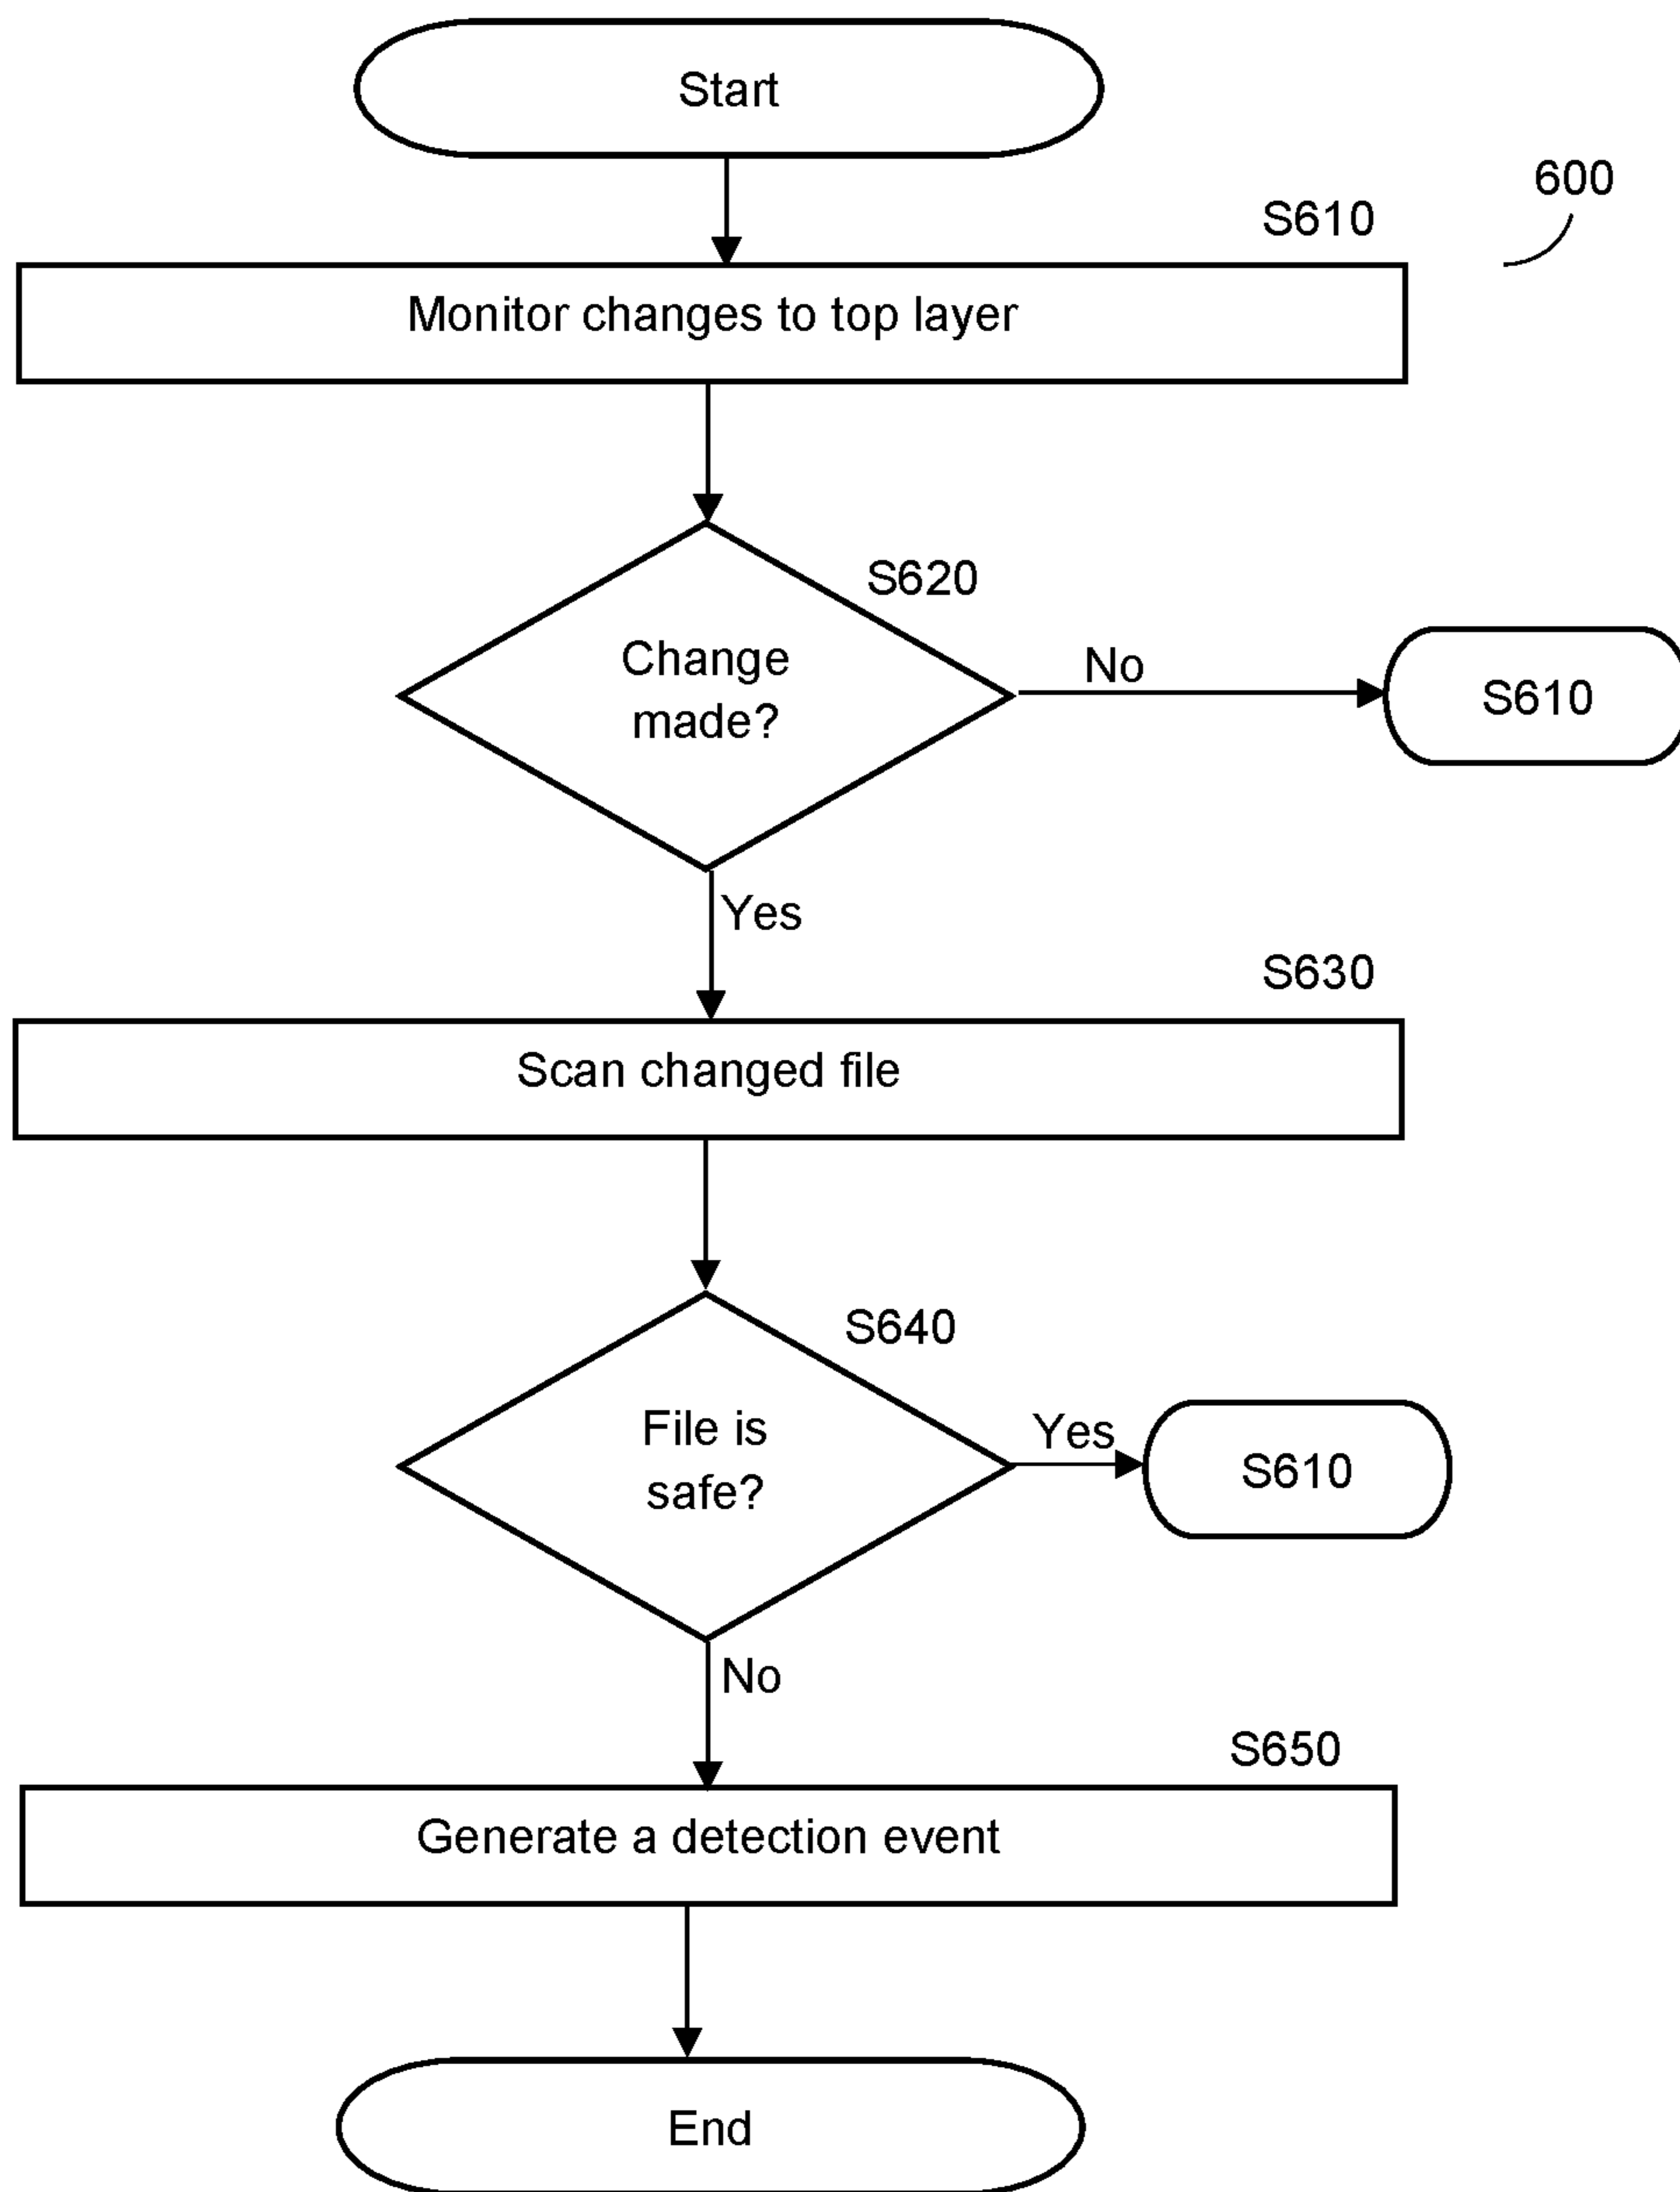 Start
600
S610
Monitor changes to top layer
S620
Change
made?
No
S610
Yes
S630
Scan changed file
S640
File is
safe?
Yes
S610
No
S650
Generate a detection event
End